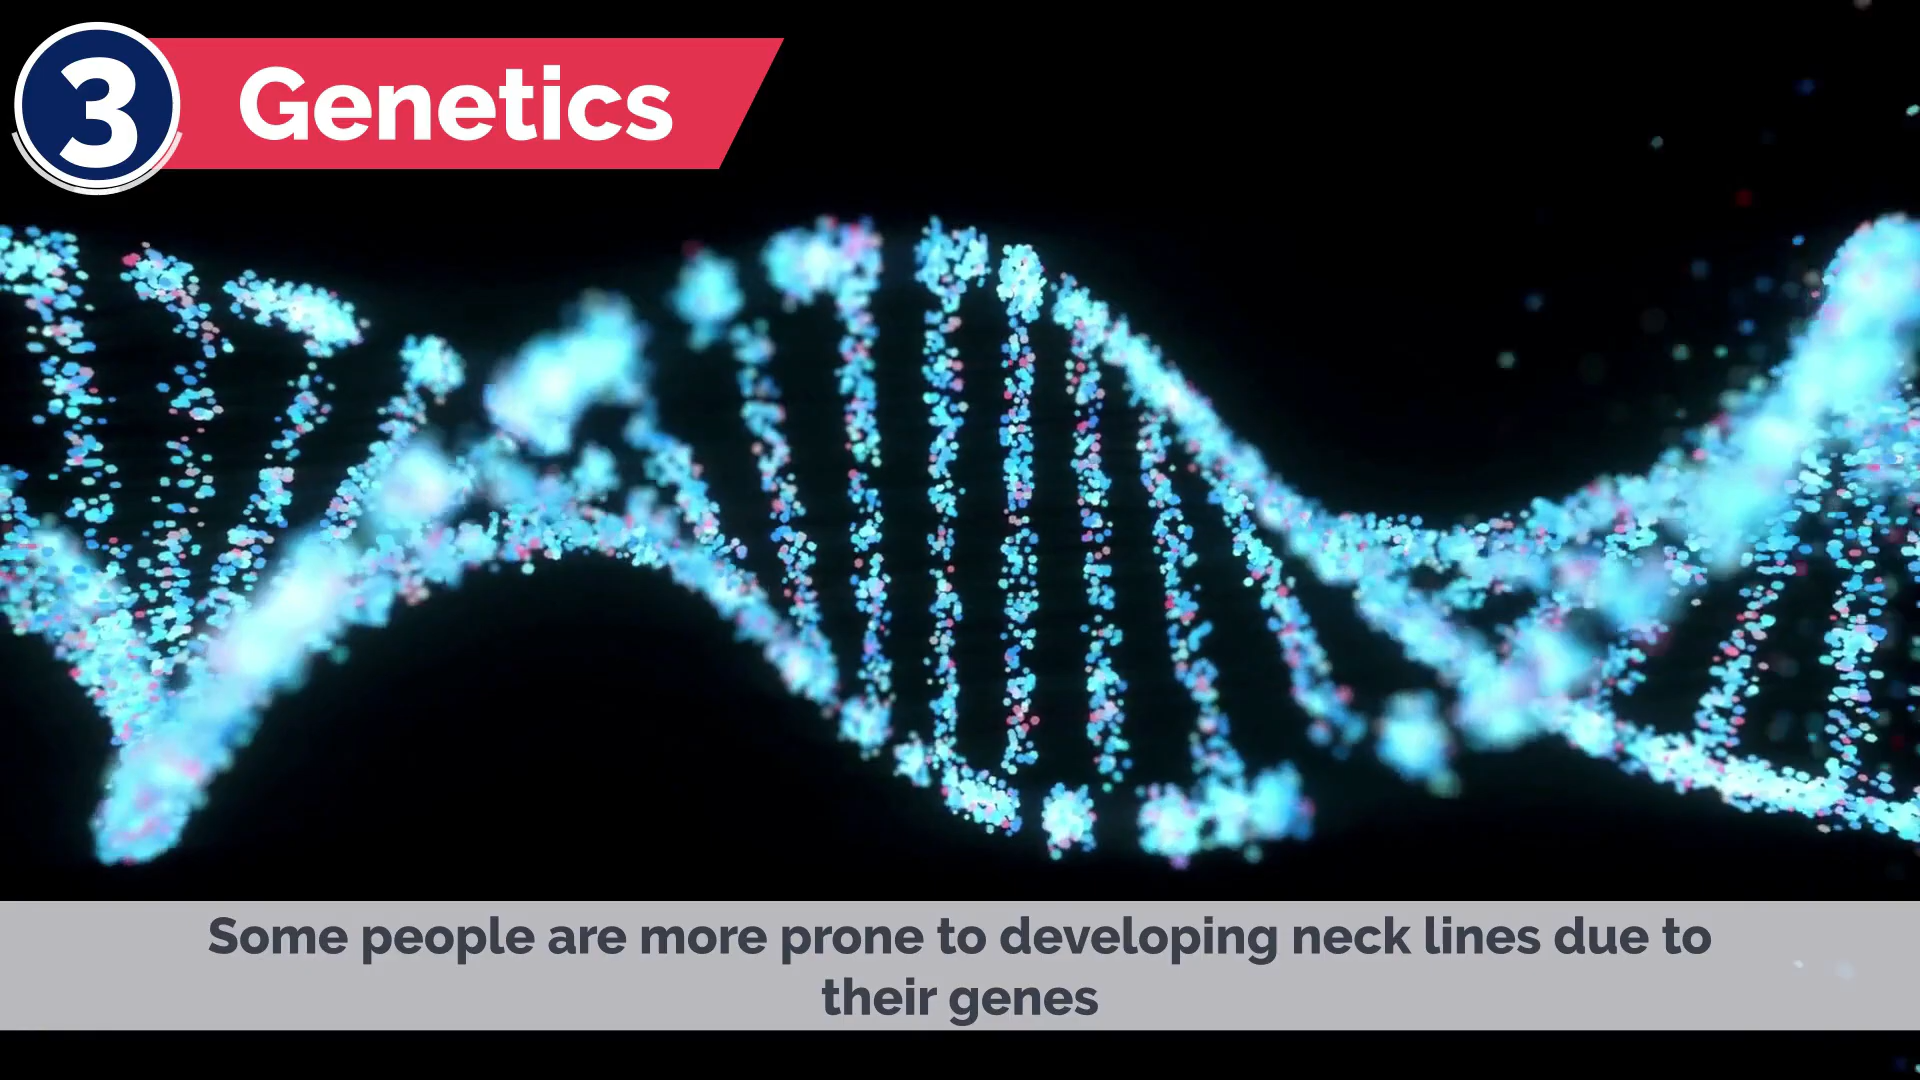 3
Genetics
Some people are more prone to developing neck lines due to
their genes